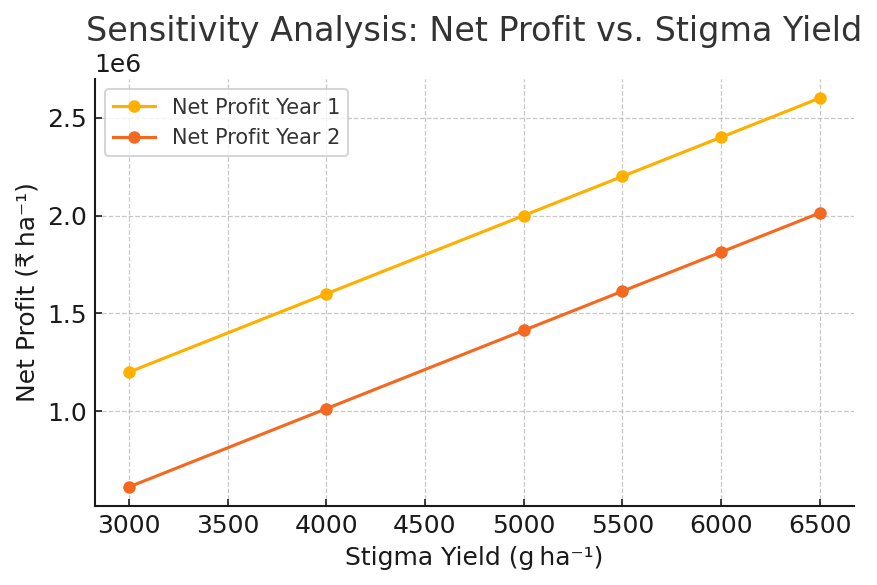 Sensitivity Analysis: Net Profit vs. Stigma Yield
1e6
Net Profit Year 1
Net Profit Year 2
2.5
2.0
1.5
1.0
Net Profit (₹ ha⁻¹)
3000 3500 4000 4500 5000 5500 6000 6500
Stigma Yield (g ha⁻¹)